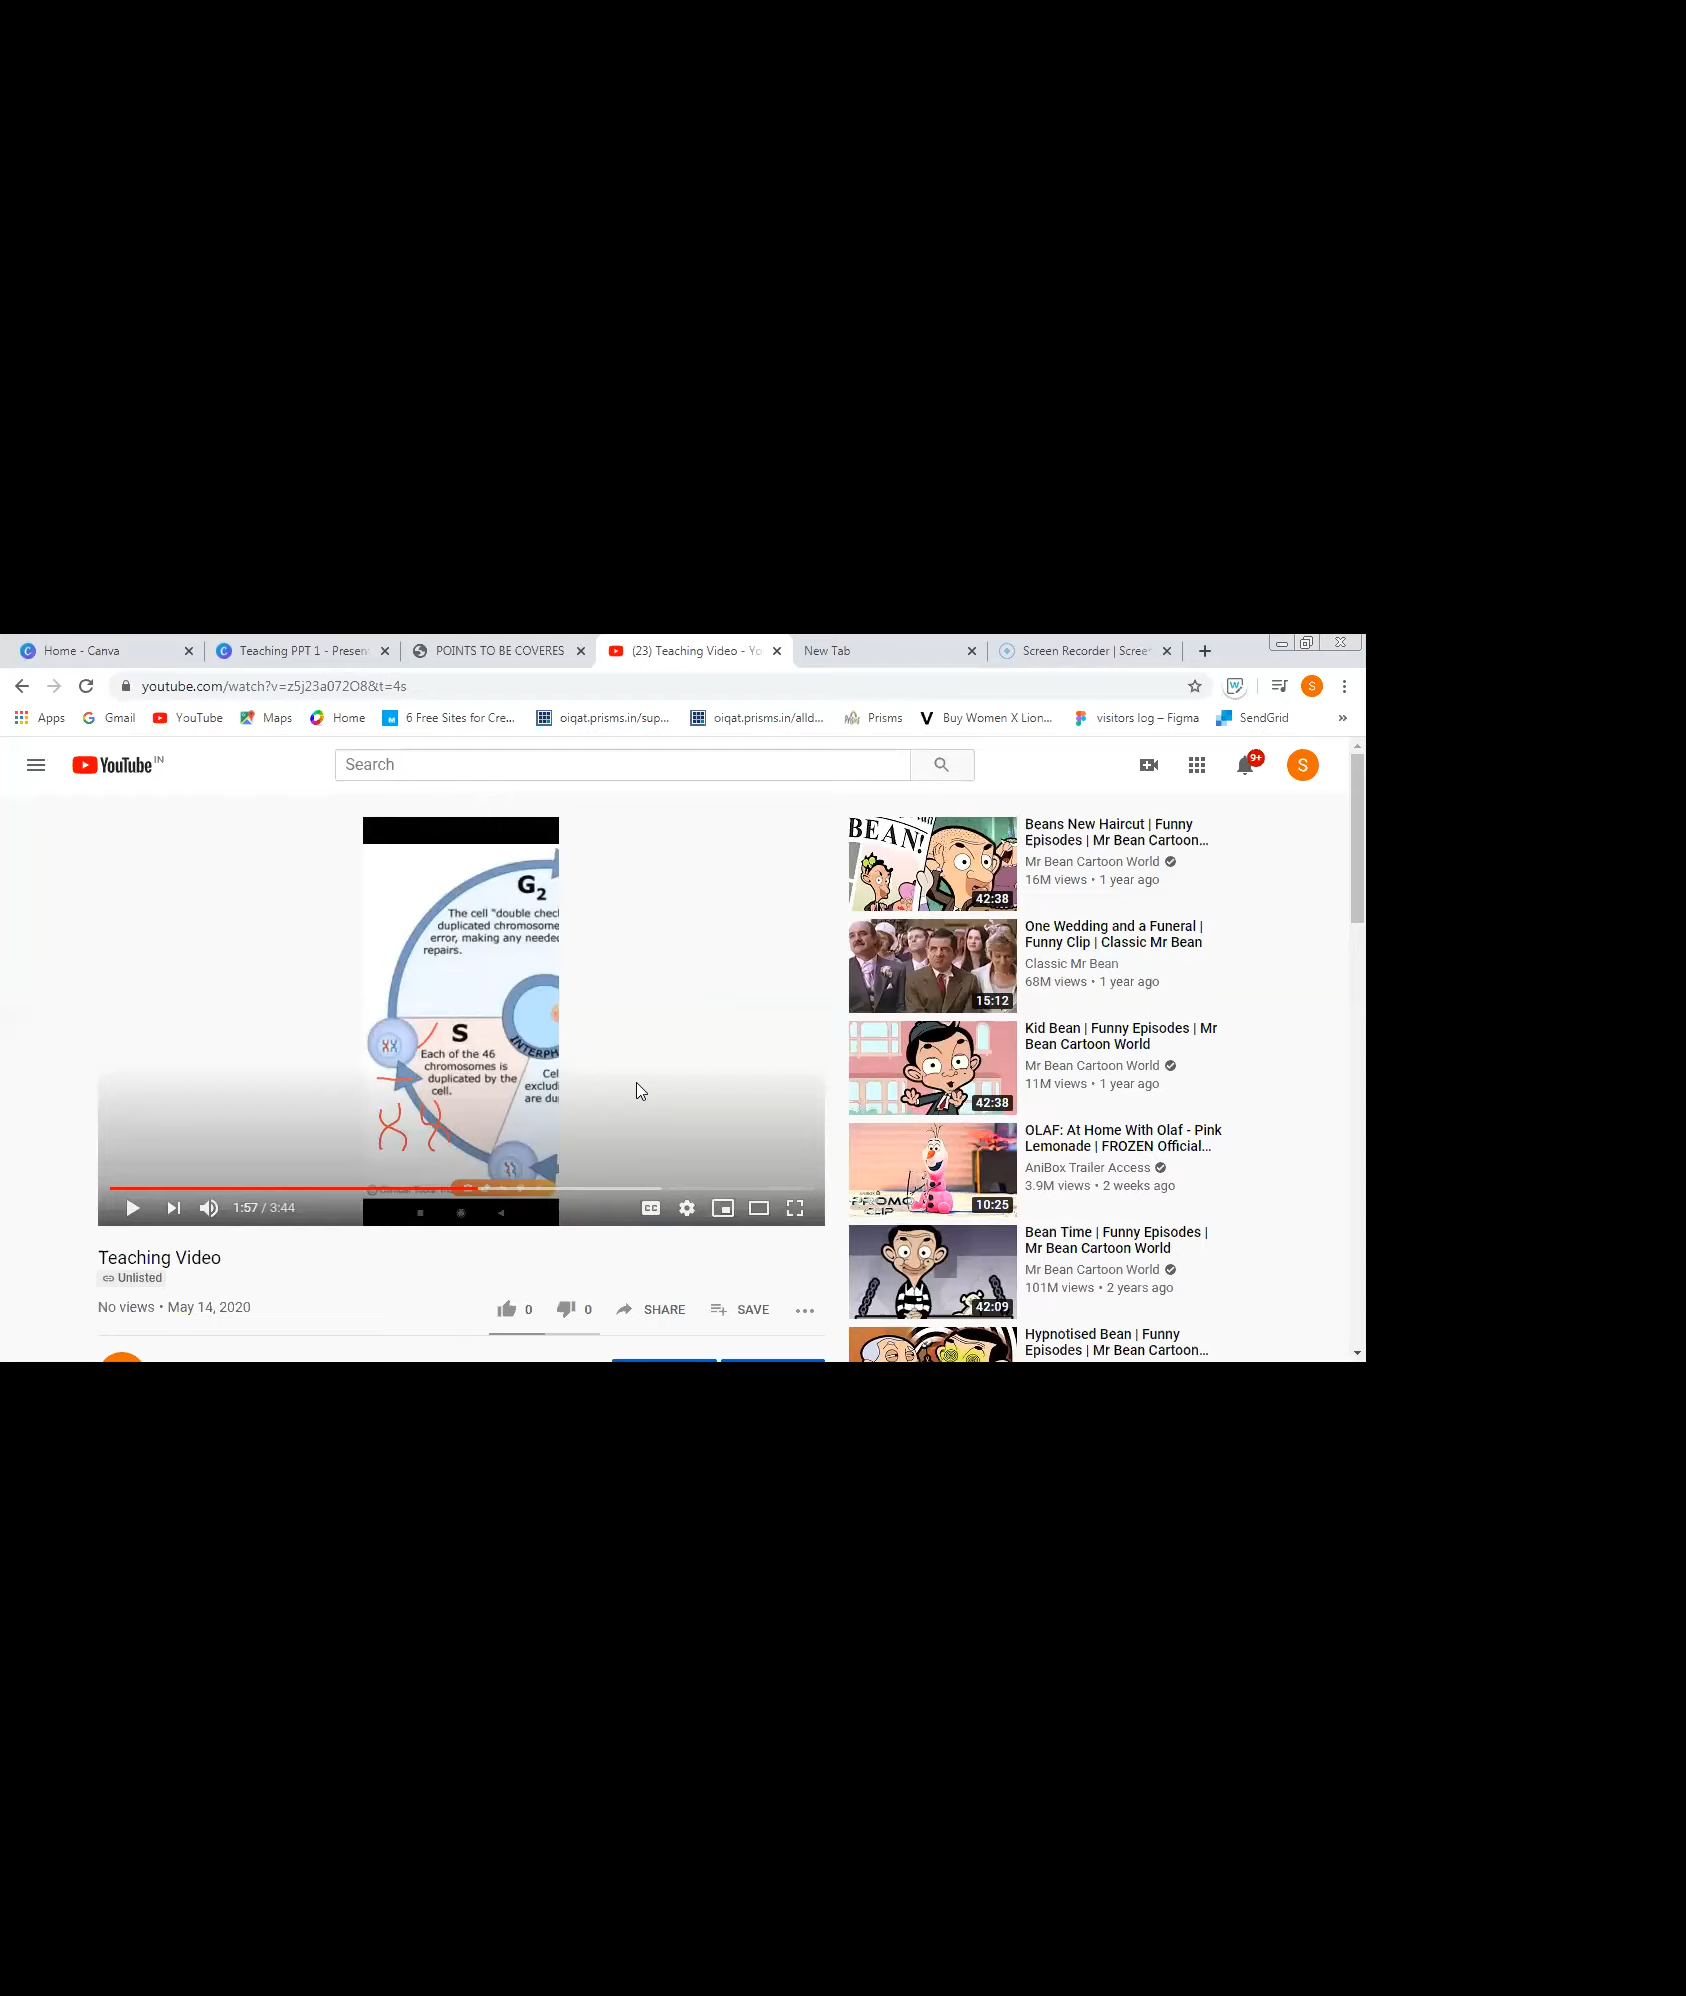 Home - Canva
Teaching PPT 1 - Presen
POINTS TO BE COVERES
(23) Teaching Video - Yo
New Tab
Screen Recorder | Scree
youtube.com/watch?v=z5j23a072O8&t=4s
W
S
Apps
Gmail
YouTube
Maps
Home
6 Free Sites for Cre...
oiqat.prisms.in/sup...
oiqat.prisms.in/alld...
Prisms
Buy Women X Lion...
visitors log – Figma
SendGrid
»
YouTube IN
Search
9+
S
G2
The cell "double chec
duplicated chromosome
error, making any neede
repairs.
S
Each of the 46
chromosomes is
duplicated by the
cell.
INTERPH
Cel
exclud
are du
1:57 / 3:44
CC
Teaching Video
Unlisted
No views • May 14, 2020
0
0
SHARE
SAVE
BEAN!
42:38
Beans New Haircut | Funny
Episodes | Mr Bean Cartoon...
Mr Bean Cartoon World
16M views • 1 year ago
15:12
One Wedding and a Funeral |
Funny Clip | Classic Mr Bean
Classic Mr Bean
68M views • 1 year ago
42:38
Kid Bean | Funny Episodes | Mr
Bean Cartoon World
Mr Bean Cartoon World
11M views • 1 year ago
PROMO
CLIP
10:25
OLAF: At Home With Olaf - Pink
Lemonade | FROZEN Official...
AniBox Trailer Access
3.9M views • 2 weeks ago
42:09
Bean Time | Funny Episodes |
Mr Bean Cartoon World
Mr Bean Cartoon World
101M views • 2 years ago
Hypnotised Bean | Funny
Episodes | Mr Bean Cartoon...